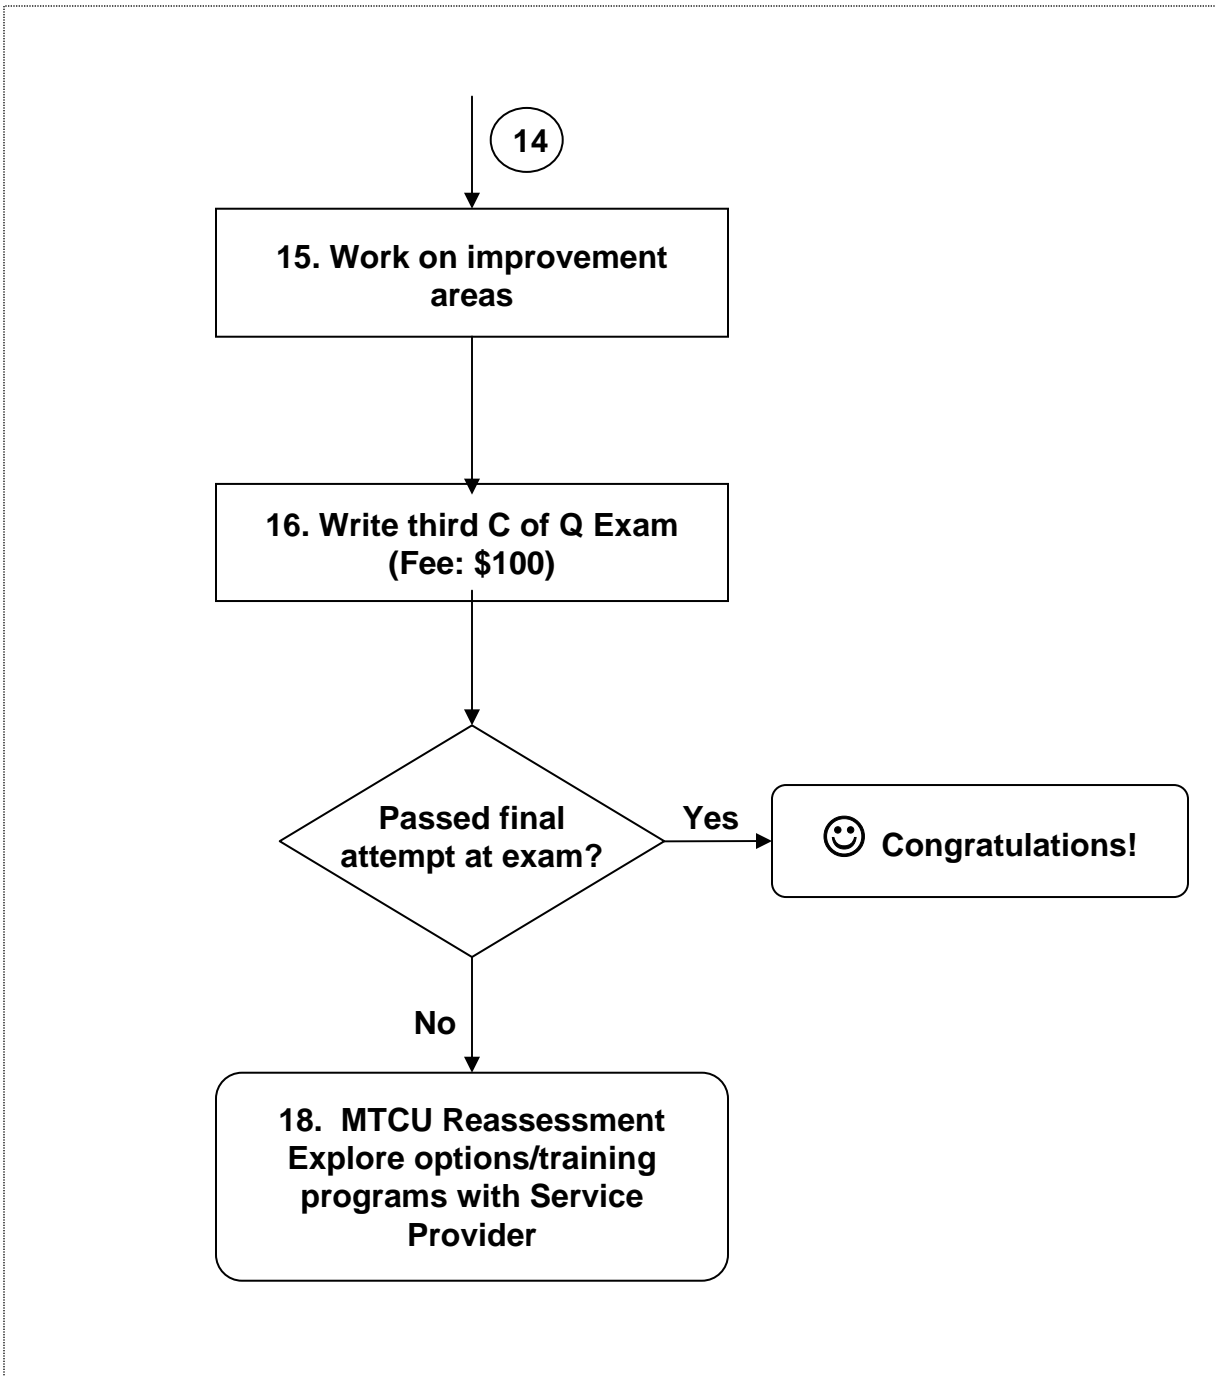 14
15. Work on improvement
areas
16. Write third C of Q Exam
(Fee: $100)
Passed final
attempt at exam?
Yes
Congratulations!
No
18. MTCU Reassessment
Explore options/training
programs with Service
Provider